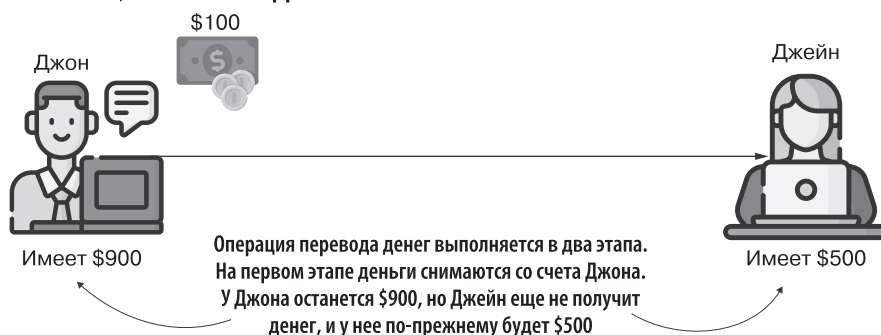 $100
Джон
Джейн
Имеет $900
Имеет $500
Операция перевода денег выполняется в два этапа.
На первом этапе деньги снимаются со счета Джона.
У Джона останется $900, но Джейн еще не получит
денег, и у нее по-прежнему будет $500